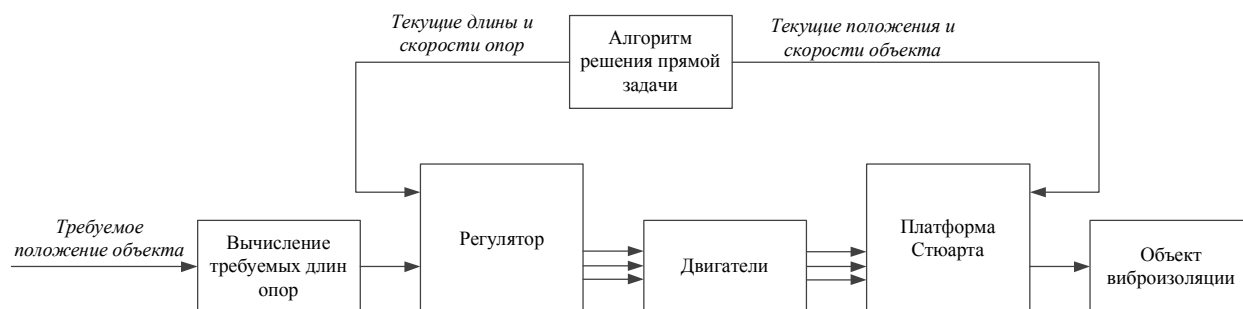 Текущие длины и
скорости опор
Алгоритм
решения прямой
задачи
Текущие положения и
скорости объекта
Требуемое
положение объекта
Вычисление
требуемых длин
опор
Регулятор
Двигатели
Платформа
Стюарта
Объект
виброизоляции